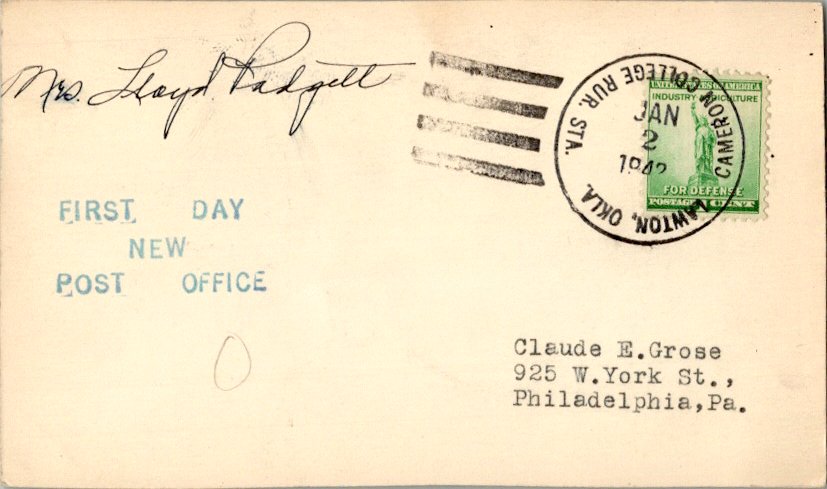 Mrs. Lloyd Padgett
CAMERON COLLEGE RUR. STA.
LAWTON, OKLA.
JAN
2
1942
UNITED STATES OF AMERICA
INDUSTRY AGRICULTURE
FOR DEFENSE
POSTAGE 1 CENT
FIRST DAY
NEW
POST OFFICE
Claude E.Grose
925 W.York St.,
Philadelphia,Pa.